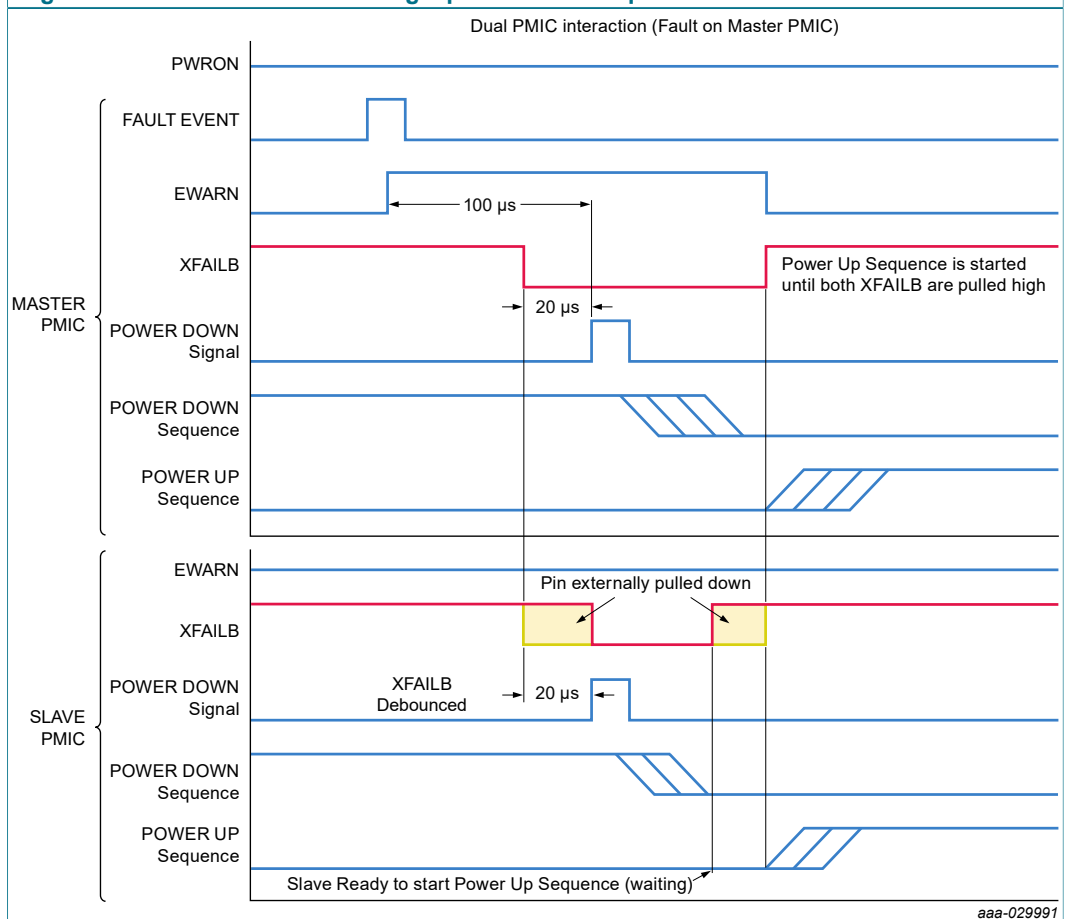 Dual PMIC interaction (Fault on Master PMIC)
PWRON
FAULT EVENT
EWARN
100 µs
XFAILB
Power Up Sequence is started
until both XFAILB are pulled high
MASTER
PMIC
20 µs
POWER DOWN
Signal
POWER DOWN
Sequence
POWER UP
Sequence
EWARN
Pin externally pulled down
XFAILB
POWER DOWN
Signal
XFAILB
Debounced
20 µs
SLAVE
PMIC
POWER DOWN
Sequence
POWER UP
Sequence
Slave Ready to start Power Up Sequence (waiting)
aaa-029991